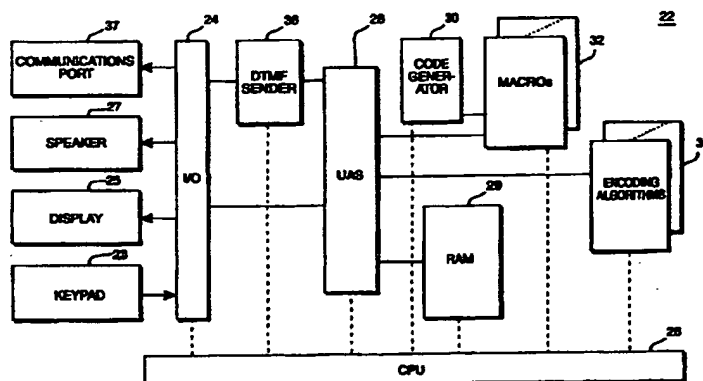 37
24
36
28
30
22
COMMUNICATIONS
PORT
DTMF
SENDER
CODE
GENER-
ATOR
MACROs
32
27
SPEAKER
I/O
UAS
25
DISPLAY
29
RAM
ENCODING
ALGORITHMS
23
KEYPAD
CPU